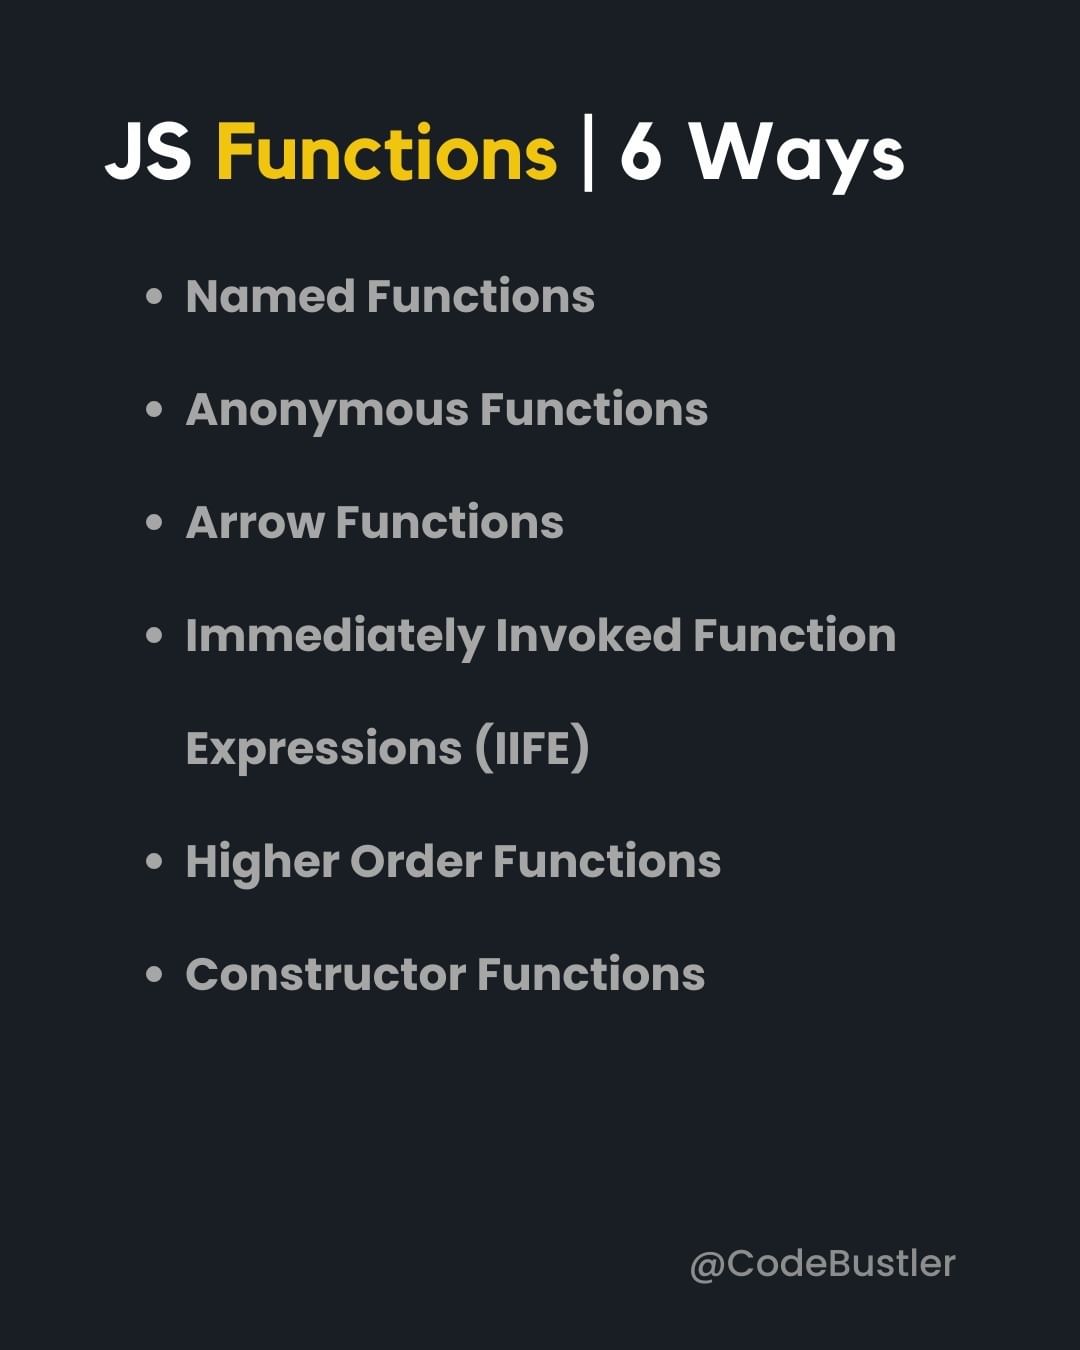 JS Functions | 6 Ways
• Named Functions
• Anonymous Functions
• Arrow Functions
• Immediately Invoked Function
Expressions (IIFE)
• Higher Order Functions
• Constructor Functions
@CodeBustler